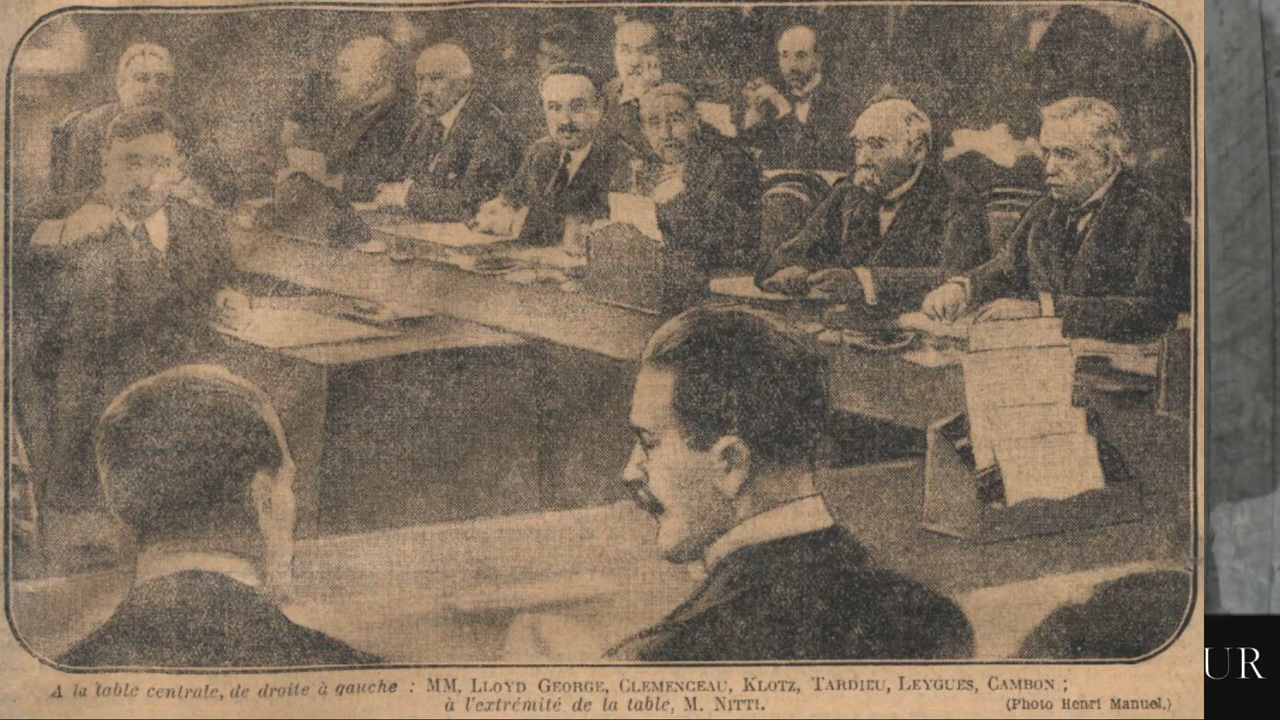 A la table centrale, de droite à gauche : MM. LLOYD GEORGE, CLEMENCEAU, KLOTZ, TARDIEU, LEYGUES, CAMBON ;
à l'extrémité de la table, M. NITTI.
(Photo Henri Manuel.)
UR